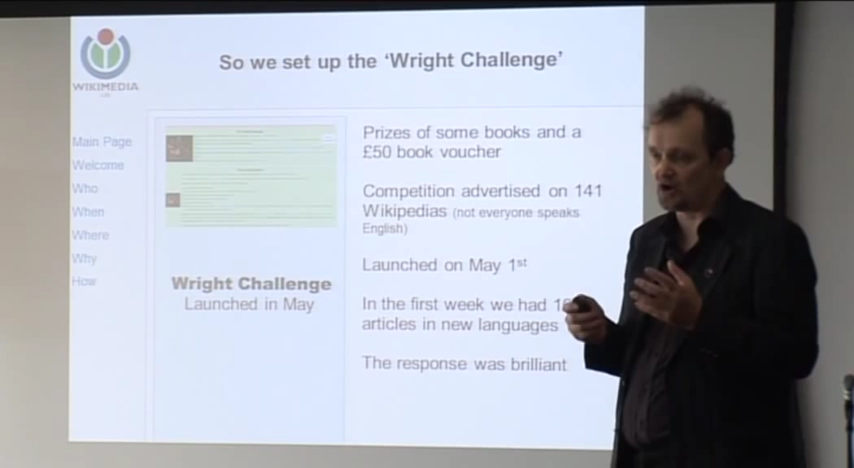 WIKIMEDIA
So we set up the 'Wright Challenge'
Main Page
Welcome
Who
When
Where
Why
How
Wright Challenge
Launched in May
Prizes of some books and a
£50 book voucher
Competition advertised on 141
Wikipedias (not everyone speaks
English)
Launched on May 1st
In the first week we had
articles in new languages
The response was brilliant